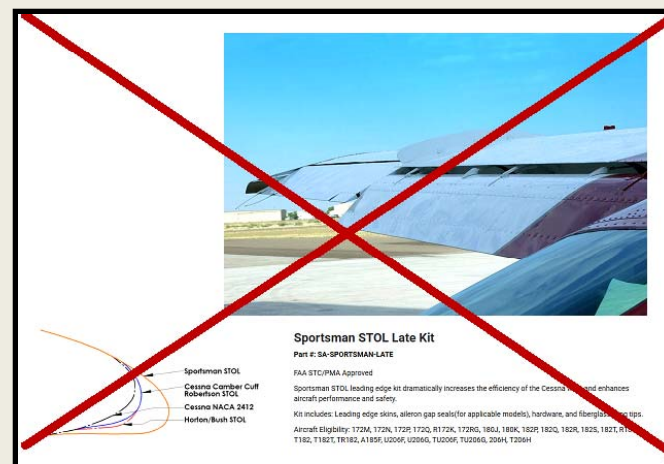 Sportsman STOL Late Kit
Part #: SA-SPORTSMAN-LATE
FAA STC/PMA Approved
Sportsman STOL leading edge kit dramatically increases the efficiency of the Cessna and enhances
aircraft performance and safety.
Kit includes: Leading edge skins, aileron gap seals(for applicable models), hardware, and fiberglass tips.
Aircraft Eligibility: 172M, 172N, 172P, 172Q, R172K, 172RG, 180J, 180K, 182P, 182Q, 182R, 182S, 182T,
T182, T182T, TR182, A185F, U206F, U206G, TU206F, TU206G, 206H, T206H
Sportsman STOL
Cessna Camber Cuff
Robertson STOL
Cessna NACA 2412
Horton/Bush STOL